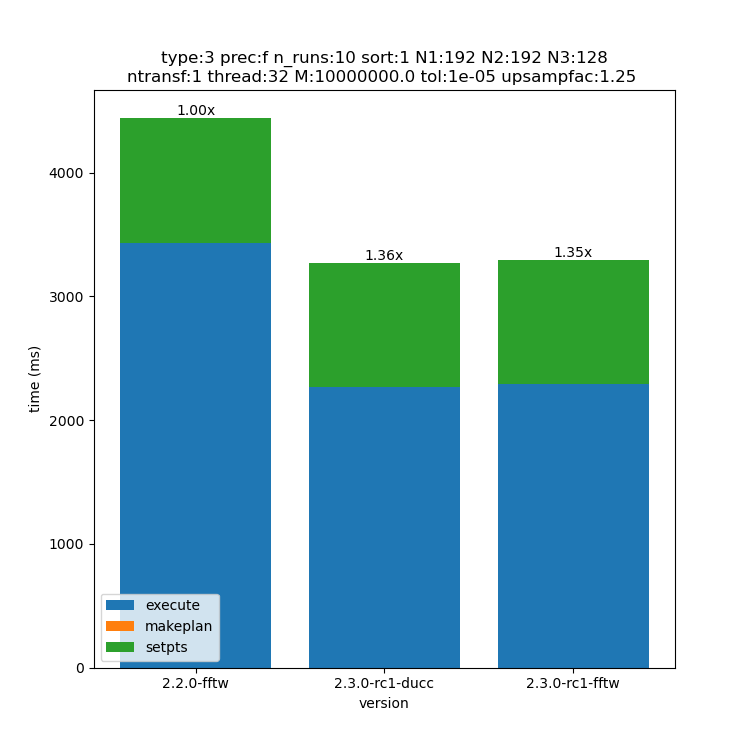 type:3 prec:f n_runs:10 sort:1 N1:192 N2:192 N3:128
ntransf:1 thread:32 M:10000000.0 tol:1e-05 upsampfac:1.25
1.00x
1.36x
1.35x
4000
3000
2000
1000
0
time (ms)
execute
makeplan
setpts
2.2.0-fftw
2.3.0-rc1-ducc
2.3.0-rc1-fftw
version